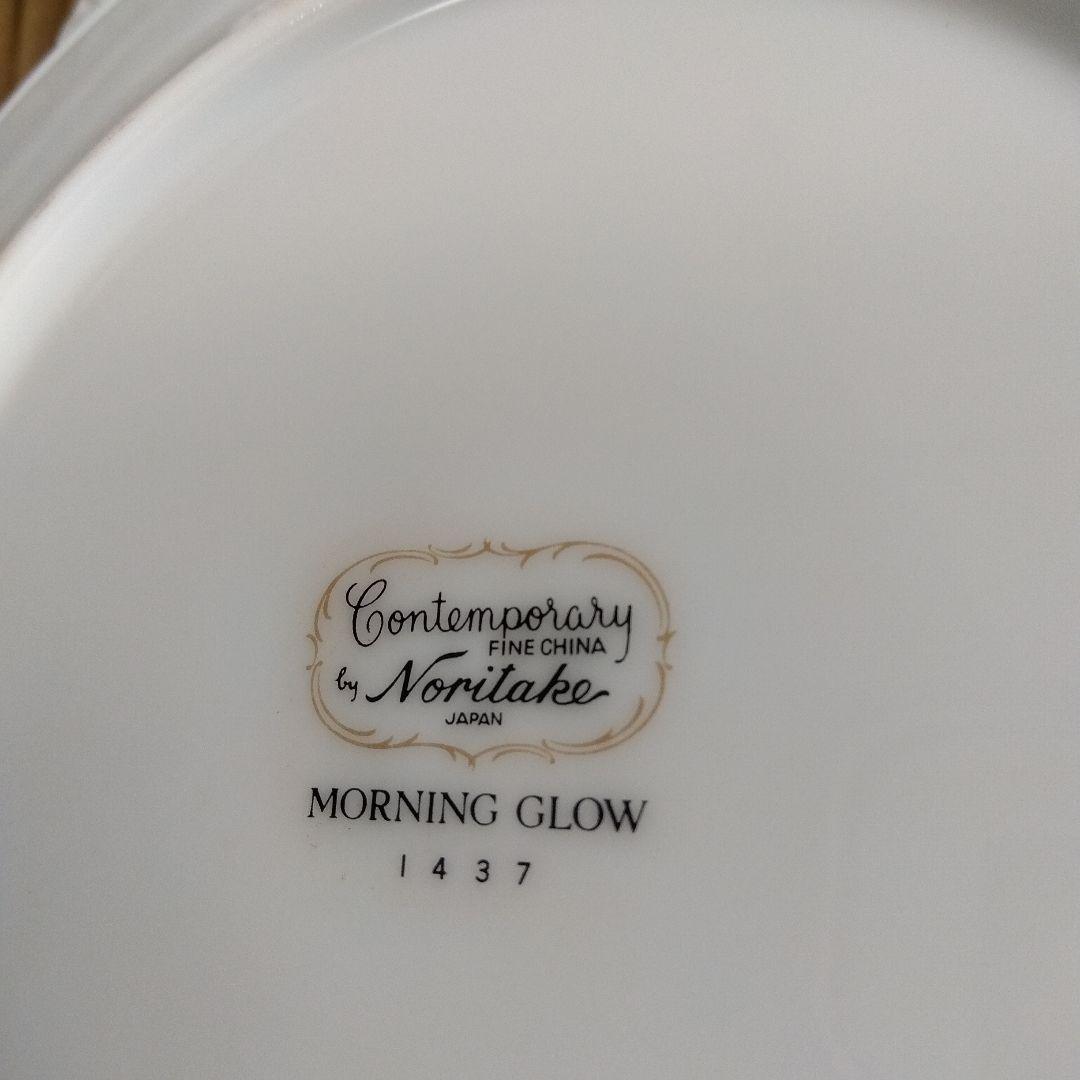 Contemporary
FINE CHINA
by Noritake
JAPAN
MORNING GLOW
1437